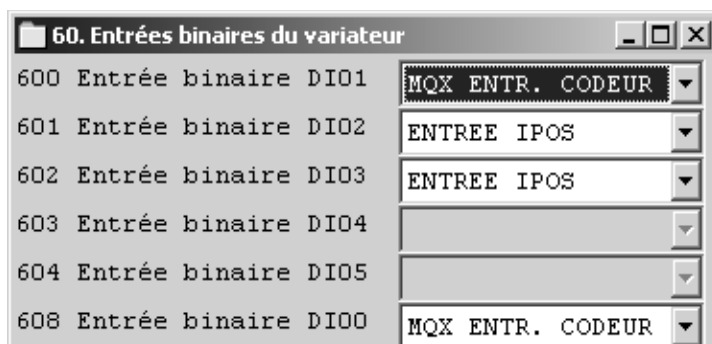 60. Entrées binaires du variateur
600 Entrée binaire DI01 MQX ENTR. CODEUR
601 Entrée binaire DI02 ENTREE IPOS
602 Entrée binaire DI03 ENTREE IPOS
603 Entrée binaire DI04
604 Entrée binaire DI05
608 Entrée binaire DI00 MQX ENTR. CODEUR